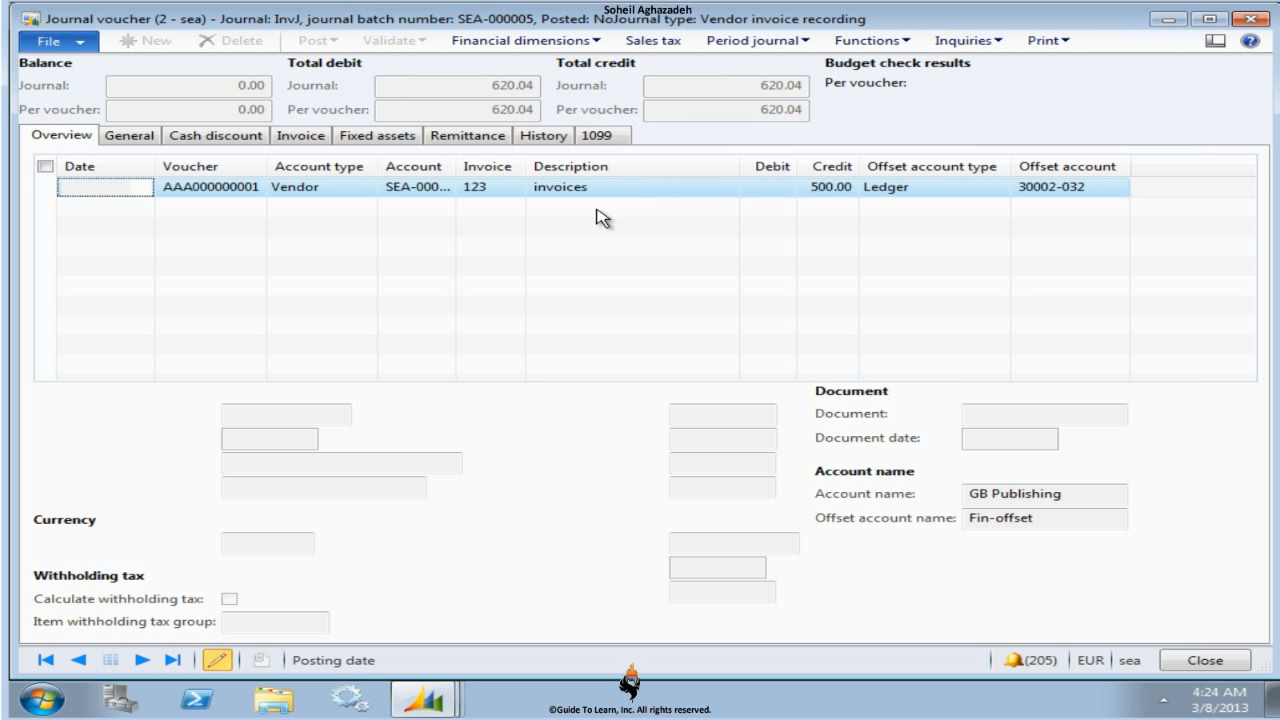 Soheil Aghazadeh
Journal voucher (2 - sea) - Journal: InvJ, journal batch number: SEA-000005, Posted: NoJournal type: Vendor invoice recording
File New Delete Post Validate Financial dimensions Sales tax Period journal Functions Inquiries Print
Balance Total debit Total credit Budget check results
Journal: 0.00 Journal: 620.04 Journal: 620.04 Per voucher:
Per voucher: 0.00 Per voucher: 620.04 Per voucher: 620.04
Overview General Cash discount Invoice Fixed assets Remittance History 1099
Date Voucher Account type Account Invoice Description Debit Credit Offset account type Offset account
AAA000000001 Vendor SEA-000... 123 invoices 500.00 Ledger 30002-032
Document
Document:
Document date:
Account name
Account name: GB Publishing
Offset account name: Fin-offset
Currency
Withholding tax
Calculate withholding tax:
Item withholding tax group:
Posting date (205) EUR sea Close
4:24 AM
3/8/2013
©Guide To Learn, Inc. All rights reserved.